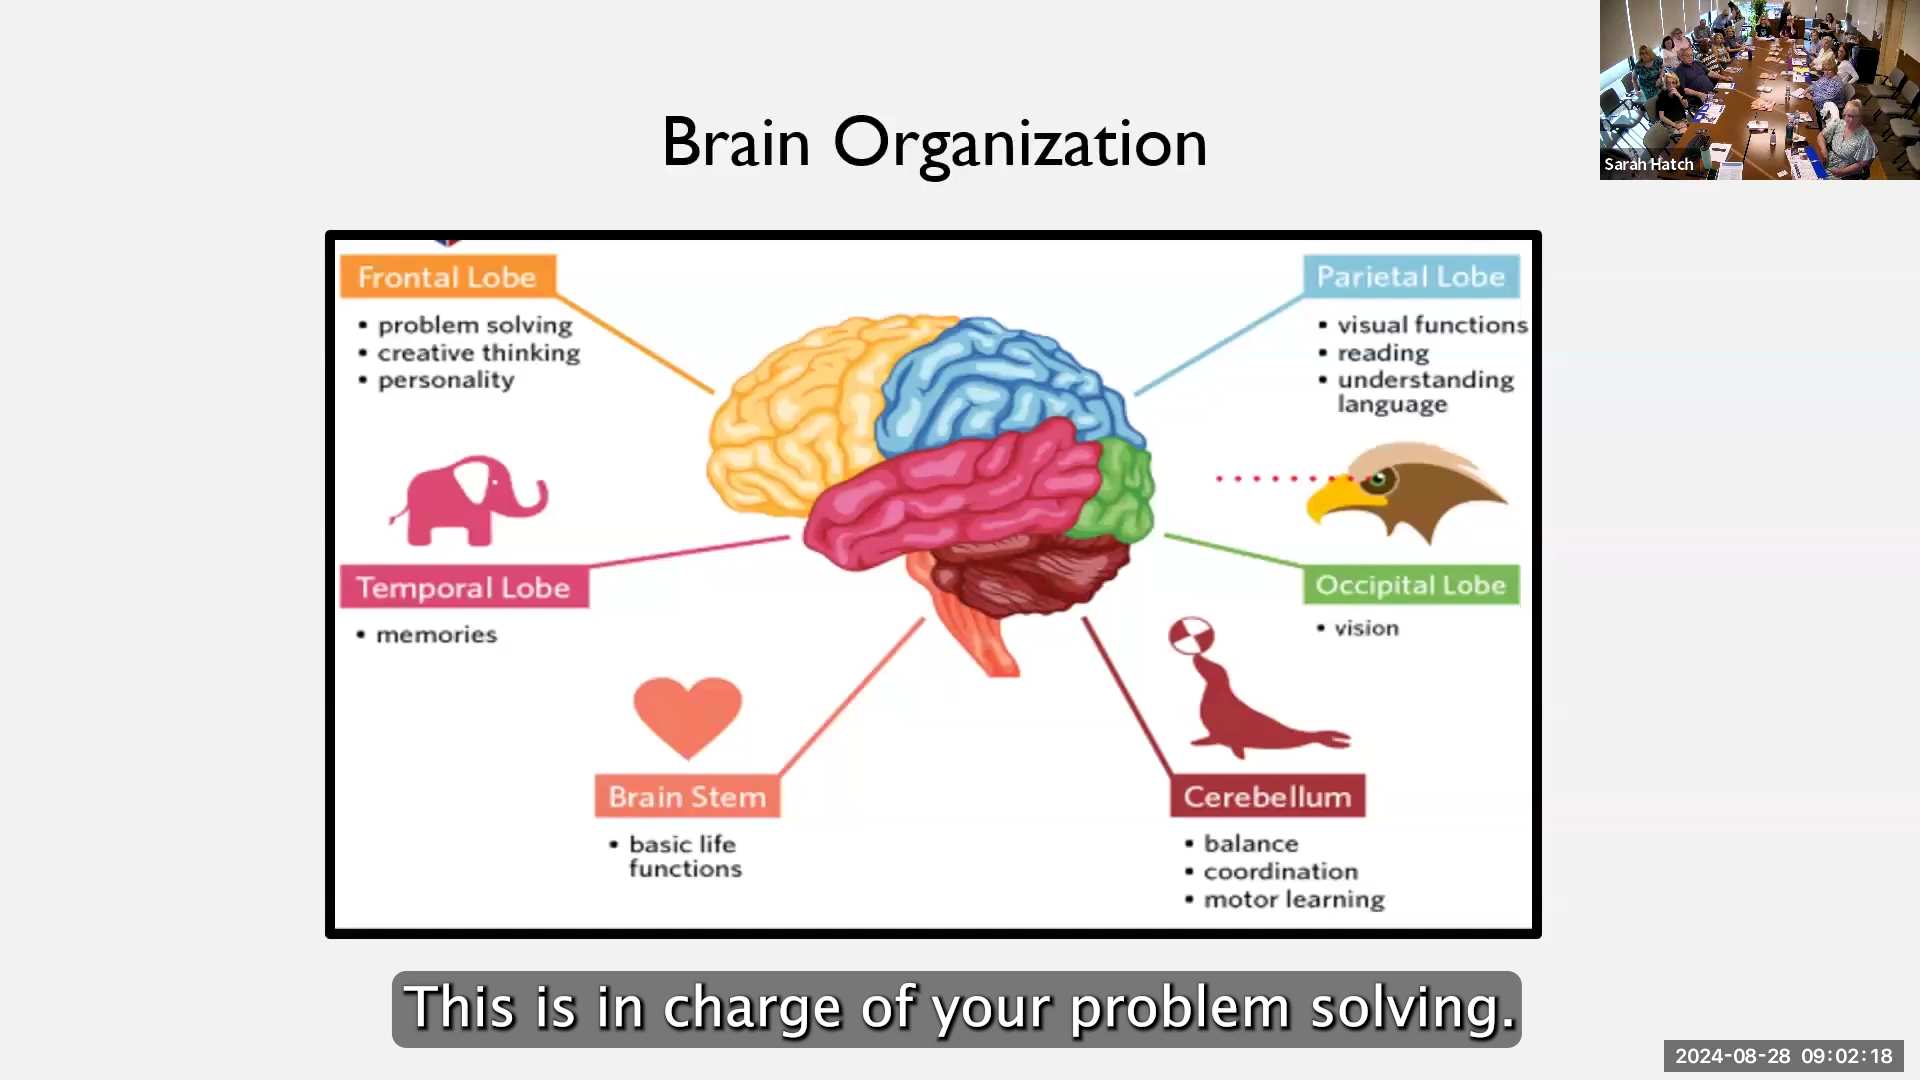 Brain Organization
Sarah Hatch
Frontal Lobe
• problem solving
• creative thinking
• personality
Parietal Lobe
• visual functions
• reading
• understanding
language
Temporal Lobe
• memories
Occipital Lobe
• vision
Brain Stem
• basic life
functions
Cerebellum
• balance
• coordination
• motor learning
This is in charge of your problem solving.
2024-08-28 09:02:18